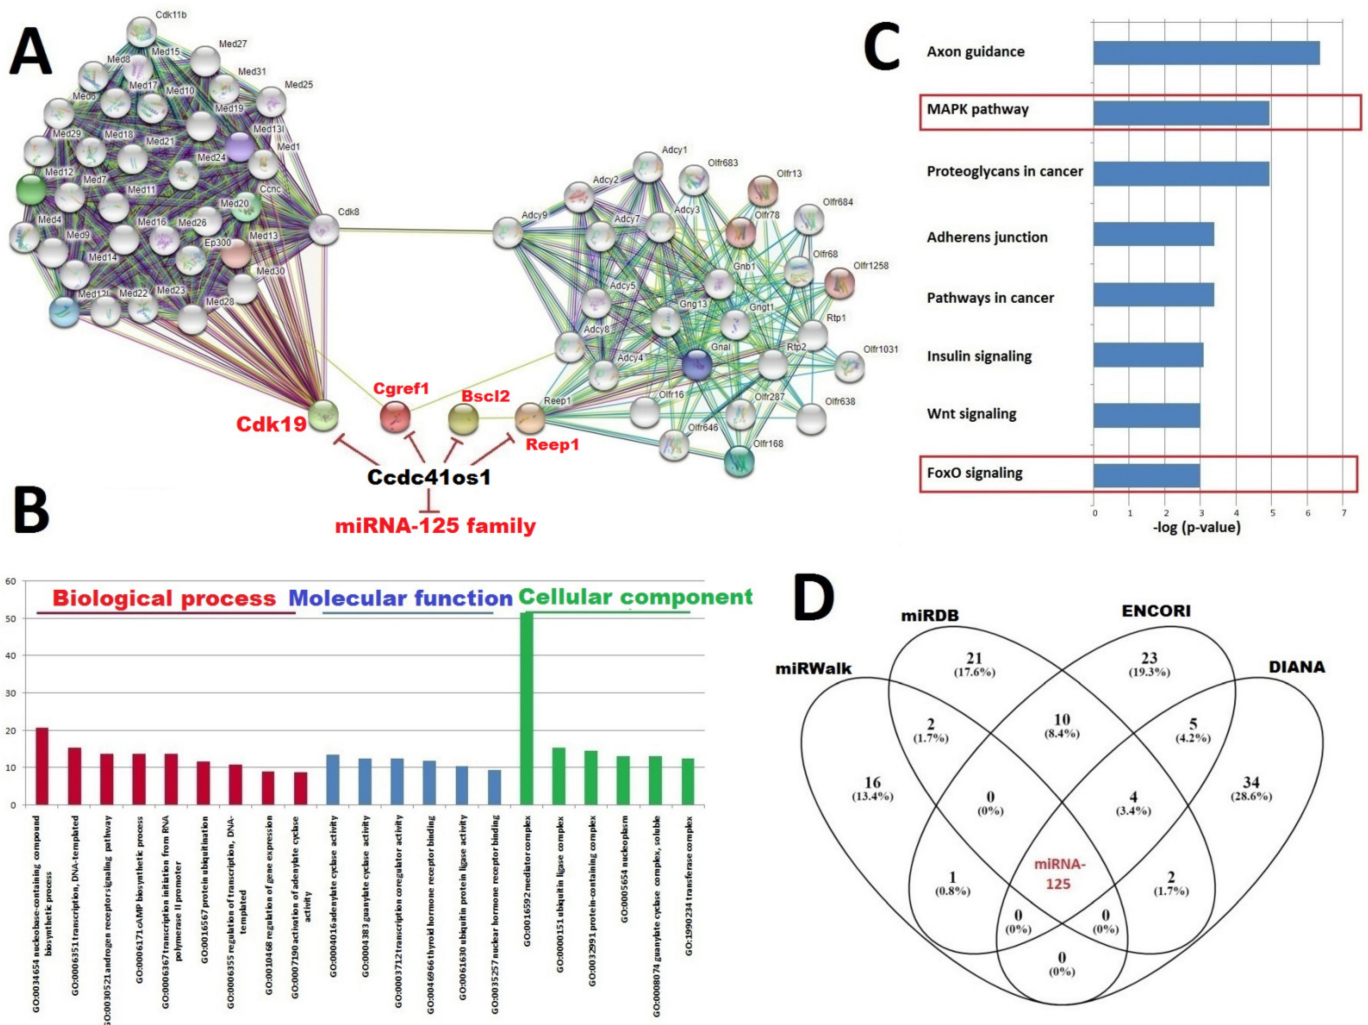 A
Cdk11b
Med15
Med27
Med8
Med31
Med17
Med10
Med25
Med6
Med19
Med13l
Med29
Med18
Med21
Med1
Med24
Med12
Med7
Med11
Ccnc
Med20
Cdk8
Med4
Med16
Med26
Med9
Ep300
Med13
Med14
Med30
Med12l
Med22
Med23
Med28
Adcy1
Olfr683
Adcy2
Olfr13
Adcy9
Adcy7
Adcy3
Olfr78
Olfr684
Gnb1
Olfr68
Olfr1258
Adcy5
Gng13
Gngt1
Rtp1
Adcy8
Gnal
Rtp2
Adcy4
Olfr1031
Reep1
Olfr16
Olfr287
Olfr638
Olfr646
Olfr168
Cdk19
Cgref1
Bscl2
Reep1
Ccdc41os1
miRNA-125 family
C
Axon guidance
MAPK pathway
Proteoglycans in cancer
Adherens junction
Pathways in cancer
Insulin signaling
Wnt signaling
FoxO signaling
0 1 2 3 4 5 6 7
-log (p-value)
B
60
50
40
30
20
10
0
Biological process
Molecular function
Cellular component
GO:0034654 nucleobase-containing compound
biosynthetic process
GO:0006351 transcription, DNA-templated
GO:0030521 androgen receptor signaling pathway
GO:0006171 cAMP biosynthetic process
GO:0006367 transcription initiation from RNA
polymerase II promoter
GO:0016567 protein ubiquitination
GO:0006355 regulation of transcription, DNA-
templated
GO:0010468 regulation of gene expression
GO:0007190 activation of adenylate cyclase
activity
GO:0004016 adenylate cyclase activity
GO:0004383 guanylate cyclase activity
GO:0003712 transcription coregulator activity
GO:0046966 thyroid hormone receptor binding
GO:0061630 ubiquitin protein ligase activity
GO:0035257 nuclear hormone receptor binding
GO:0016592 mediator complex
GO:0000151 ubiquitin ligase complex
GO:0032991 protein-containing complex
GO:0005654 nucleoplasm
GO:0008074 guanylate cyclase complex, soluble
GO:1990234 transferase complex
D
miRWalk
miRDB
ENCORI
DIANA
21
(17.6%)
23
(19.3%)
2
(1.7%)
10
(8.4%)
5
(4.2%)
16
(13.4%)
0
(0%)
4
(3.4%)
34
(28.6%)
miRNA-
125
1
(0.8%)
2
(1.7%)
0
(0%)
0
(0%)
0
(0%)